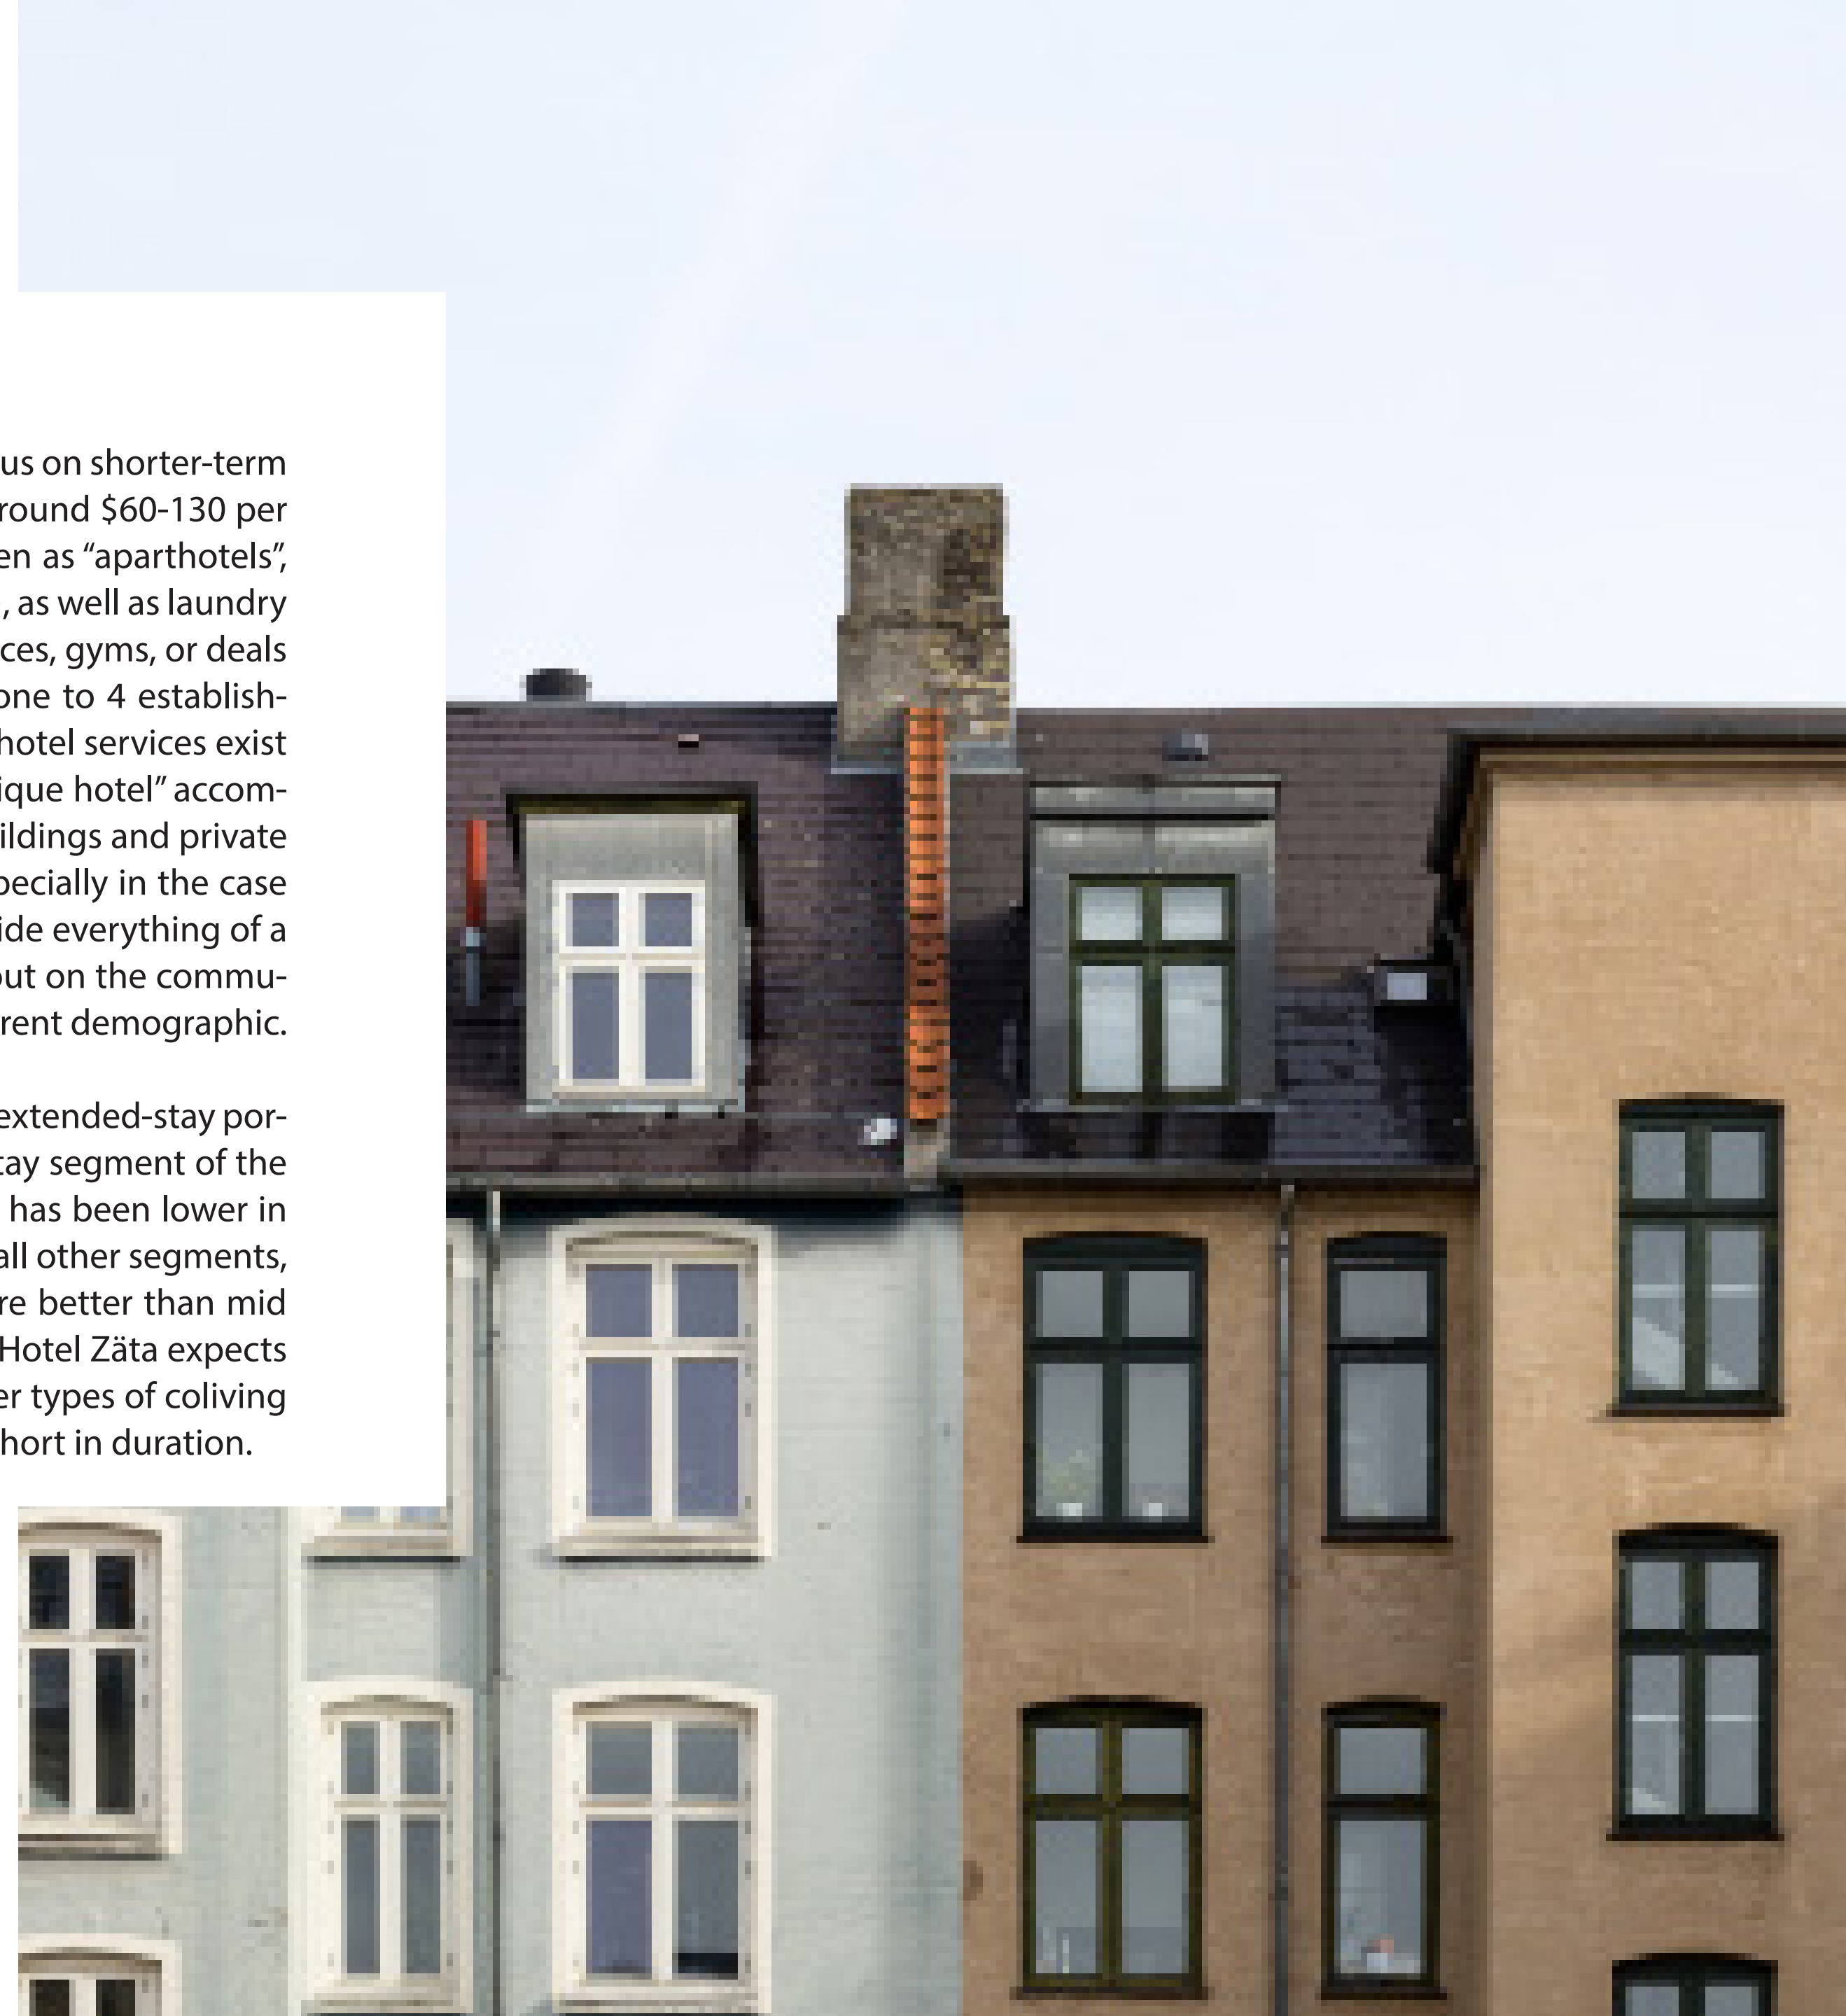 us on shorter-term
round $60-130 per
en as “aparthotels”,
, as well as laundry
ces, gyms, or deals
one to 4 establish-
hotel services exist
ique hotel” accom-
ildings and private
pecially in the case
ide everything of a
out on the commu-
rent demographic.
extended-stay por-
tay segment of the
has been lower in
all other segments,
re better than mid
Hotel Zäta expects
er types of coliving
hort in duration.